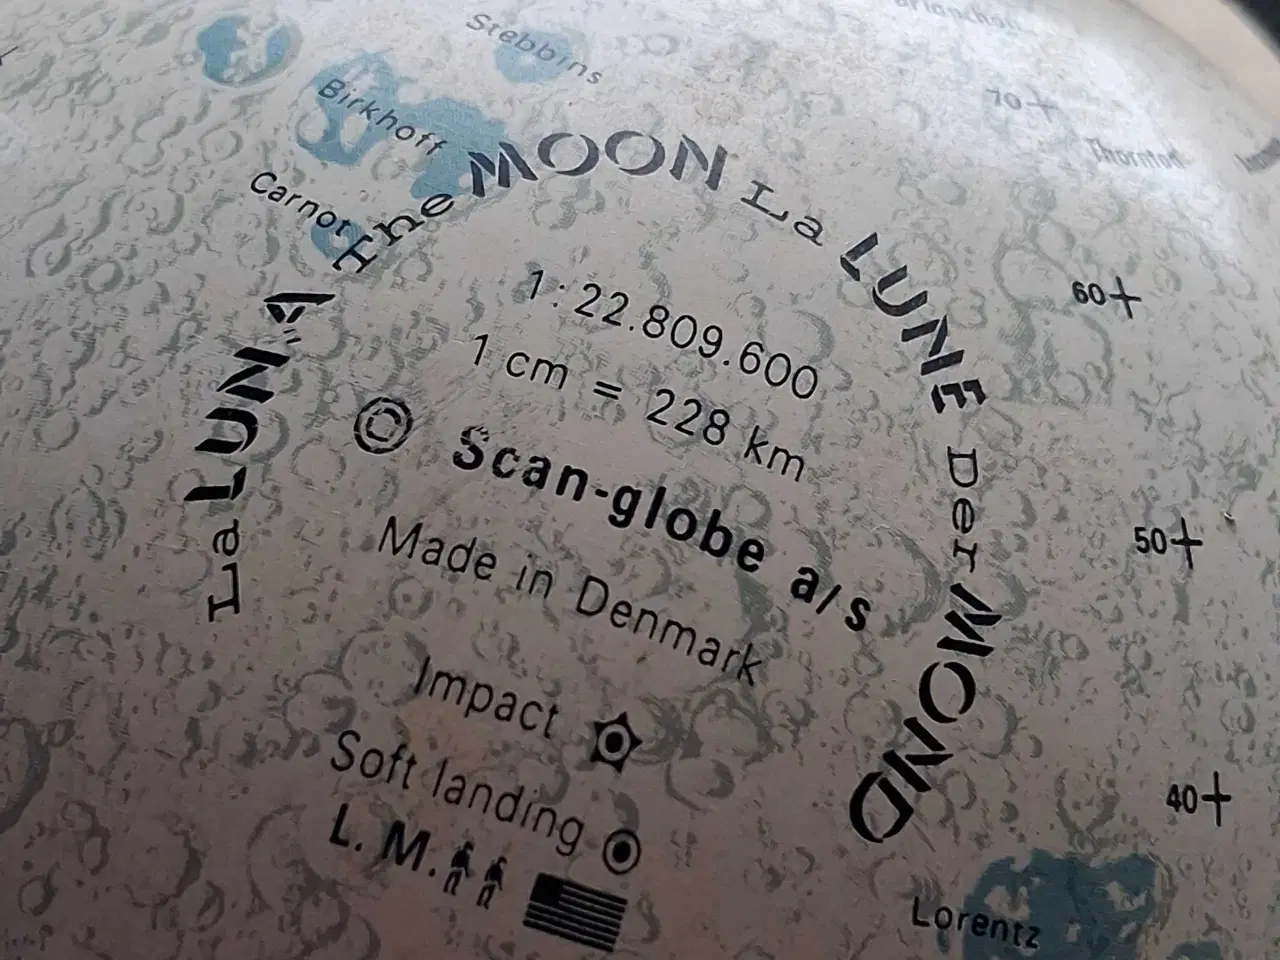 Stebbins
Birkhoff
Carnot
70
Thornton
La LUNA The MOON La LUNE Der MOND
1:22.809.600
1 cm = 228 km
© Scan-globe a/s
Made in Denmark
Impact
Soft landing
L. M.
60
50
40
Lorentz